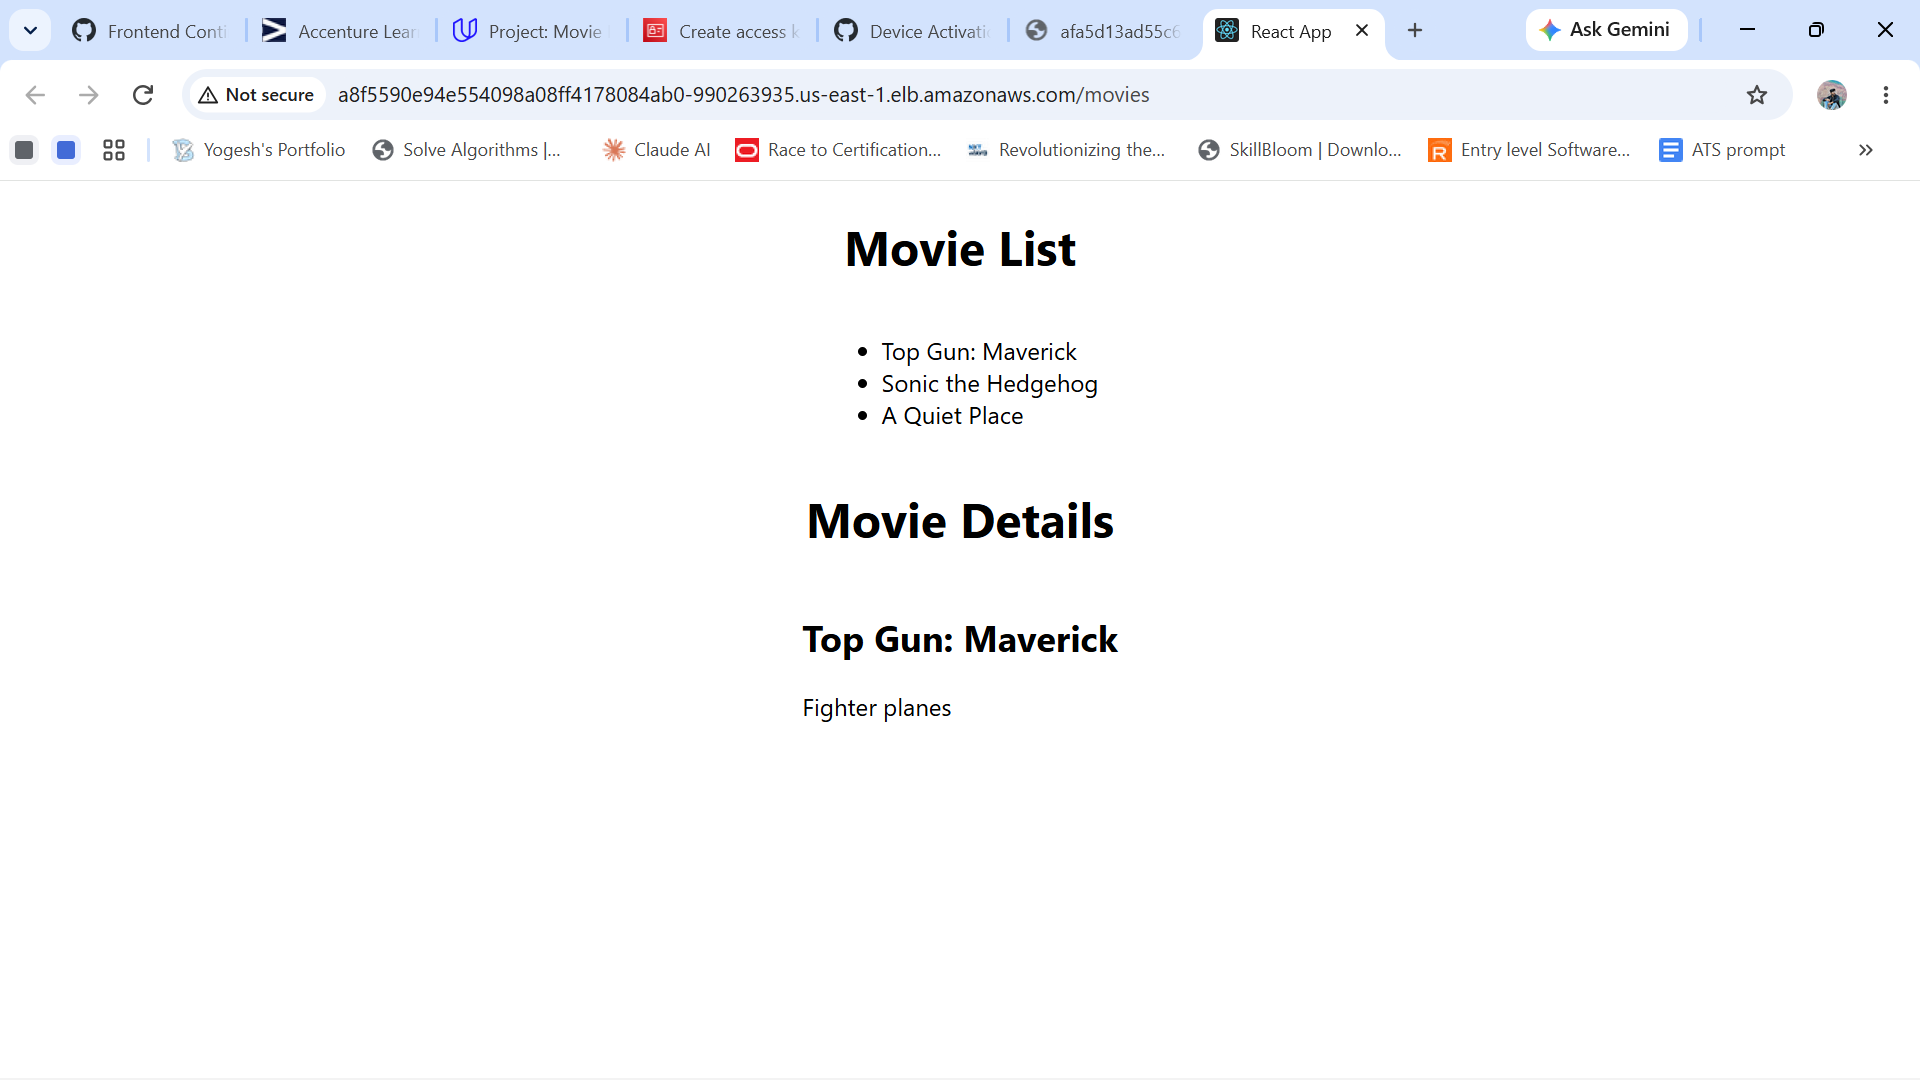 Frontend Conti
Accenture Lear
Project: Movie
Create access k
Device Activati
afa5d13ad55c6
React App
Ask Gemini
Not secure
a8f5590e94e554098a08ff4178084ab0-990263935.us-east-1.elb.amazonaws.com/movies
Yogesh's Portfolio
Solve Algorithms |...
Claude AI
Race to Certification...
Revolutionizing the...
SkillBloom | Downlo...
Entry level Software...
ATS prompt
Movie List
• Top Gun: Maverick
• Sonic the Hedgehog
• A Quiet Place
Movie Details
Top Gun: Maverick
Fighter planes